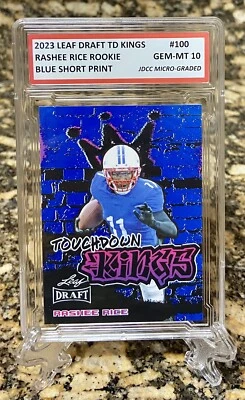 2023 LEAF DRAFT TD KINGS #100
RASHEE RICE ROOKIE GEM-MT 10
BLUE SHORT PRINT JDCC MICRO-GRADED
11
TOUCHDOWN
KINGS
Leaf
DRAFT
RASHEE RICE